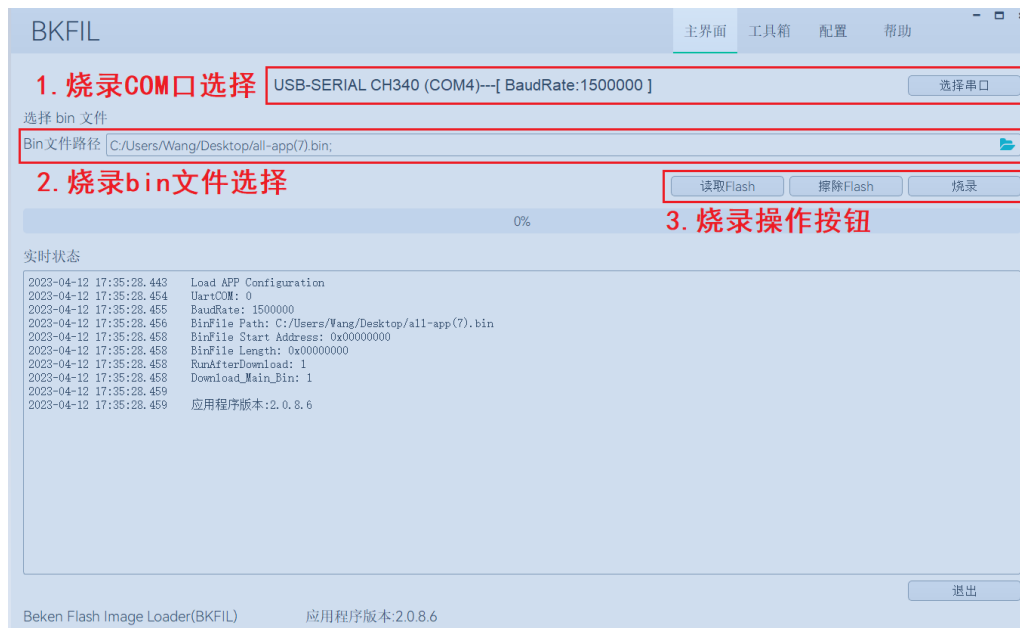 BKFIL
主界面 工具箱 配置 帮助
1.烧录COM口选择 USB-SERIAL CH340 (COM4)---[ BaudRate:1500000 ] 选择串口
选择 bin 文件
Bin文件路径 C:/Users/Wang/Desktop/all-app(7).bin;
2.烧录bin文件选择
读取Flash 擦除Flash 烧录
0%
3.烧录操作按钮
实时状态
2023-04-12 17:35:28.443 Load APP Configuration
2023-04-12 17:35:28.454 UartCOM: 0
2023-04-12 17:35:28.455 BaudRate: 1500000
2023-04-12 17:35:28.456 BinFile Path: C:/Users/Wang/Desktop/all-app(7).bin
2023-04-12 17:35:28.458 BinFile Start Address: 0x00000000
2023-04-12 17:35:28.458 BinFile Length: 0x00000000
2023-04-12 17:35:28.458 RunAfterDownload: 1
2023-04-12 17:35:28.458 Download_Main_Bin: 1
2023-04-12 17:35:28.459
2023-04-12 17:35:28.459 应用程序版本:2.0.8.6
退出
Beken Flash Image Loader(BKFIL) 应用程序版本:2.0.8.6